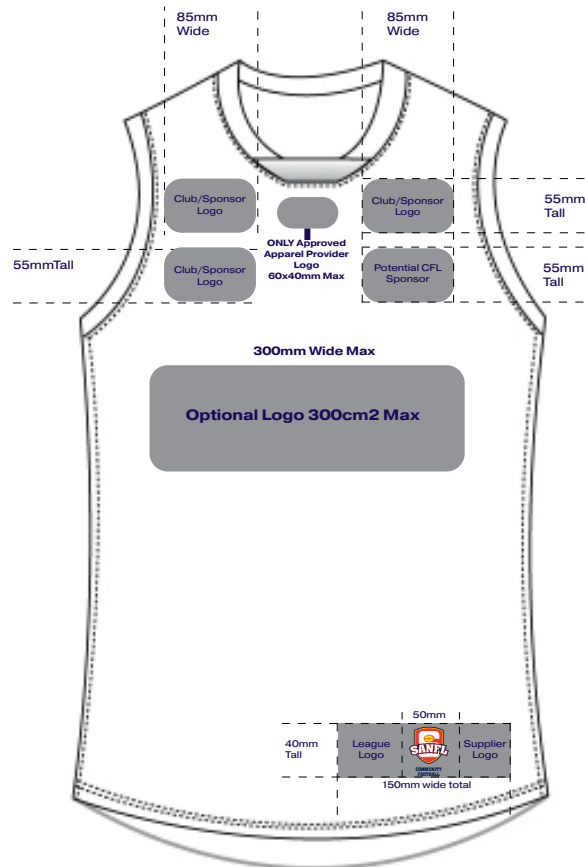 85mm
Wide
85mm
Wide
Club/Sponsor
Logo
Club/Sponsor
Logo
55mm
Tall
ONLY Approved
Apparel Provider
Logo
60x40mm Max
55mmTall
Club/Sponsor
Logo
Potential CFL
Sponsor
55mm
Tall
300mm Wide Max
Optional Logo 300cm2 Max
50mm
40mm
Tall
League
Logo
SANFL
COMMUNITY
FOOTBALL
Supplier
Logo
150mm wide total